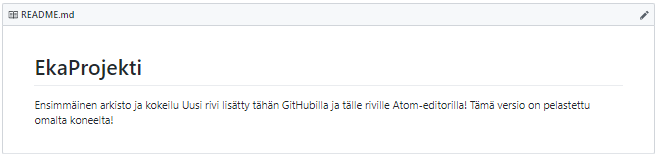 README.md
EkaProjekti
Ensimmäinen arkisto ja kokeilu Uusi rivi lisätty tähän GitHubilla ja tälle riville Atom-editorilla! Tämä versio on pelastettu
omalta koneelta!